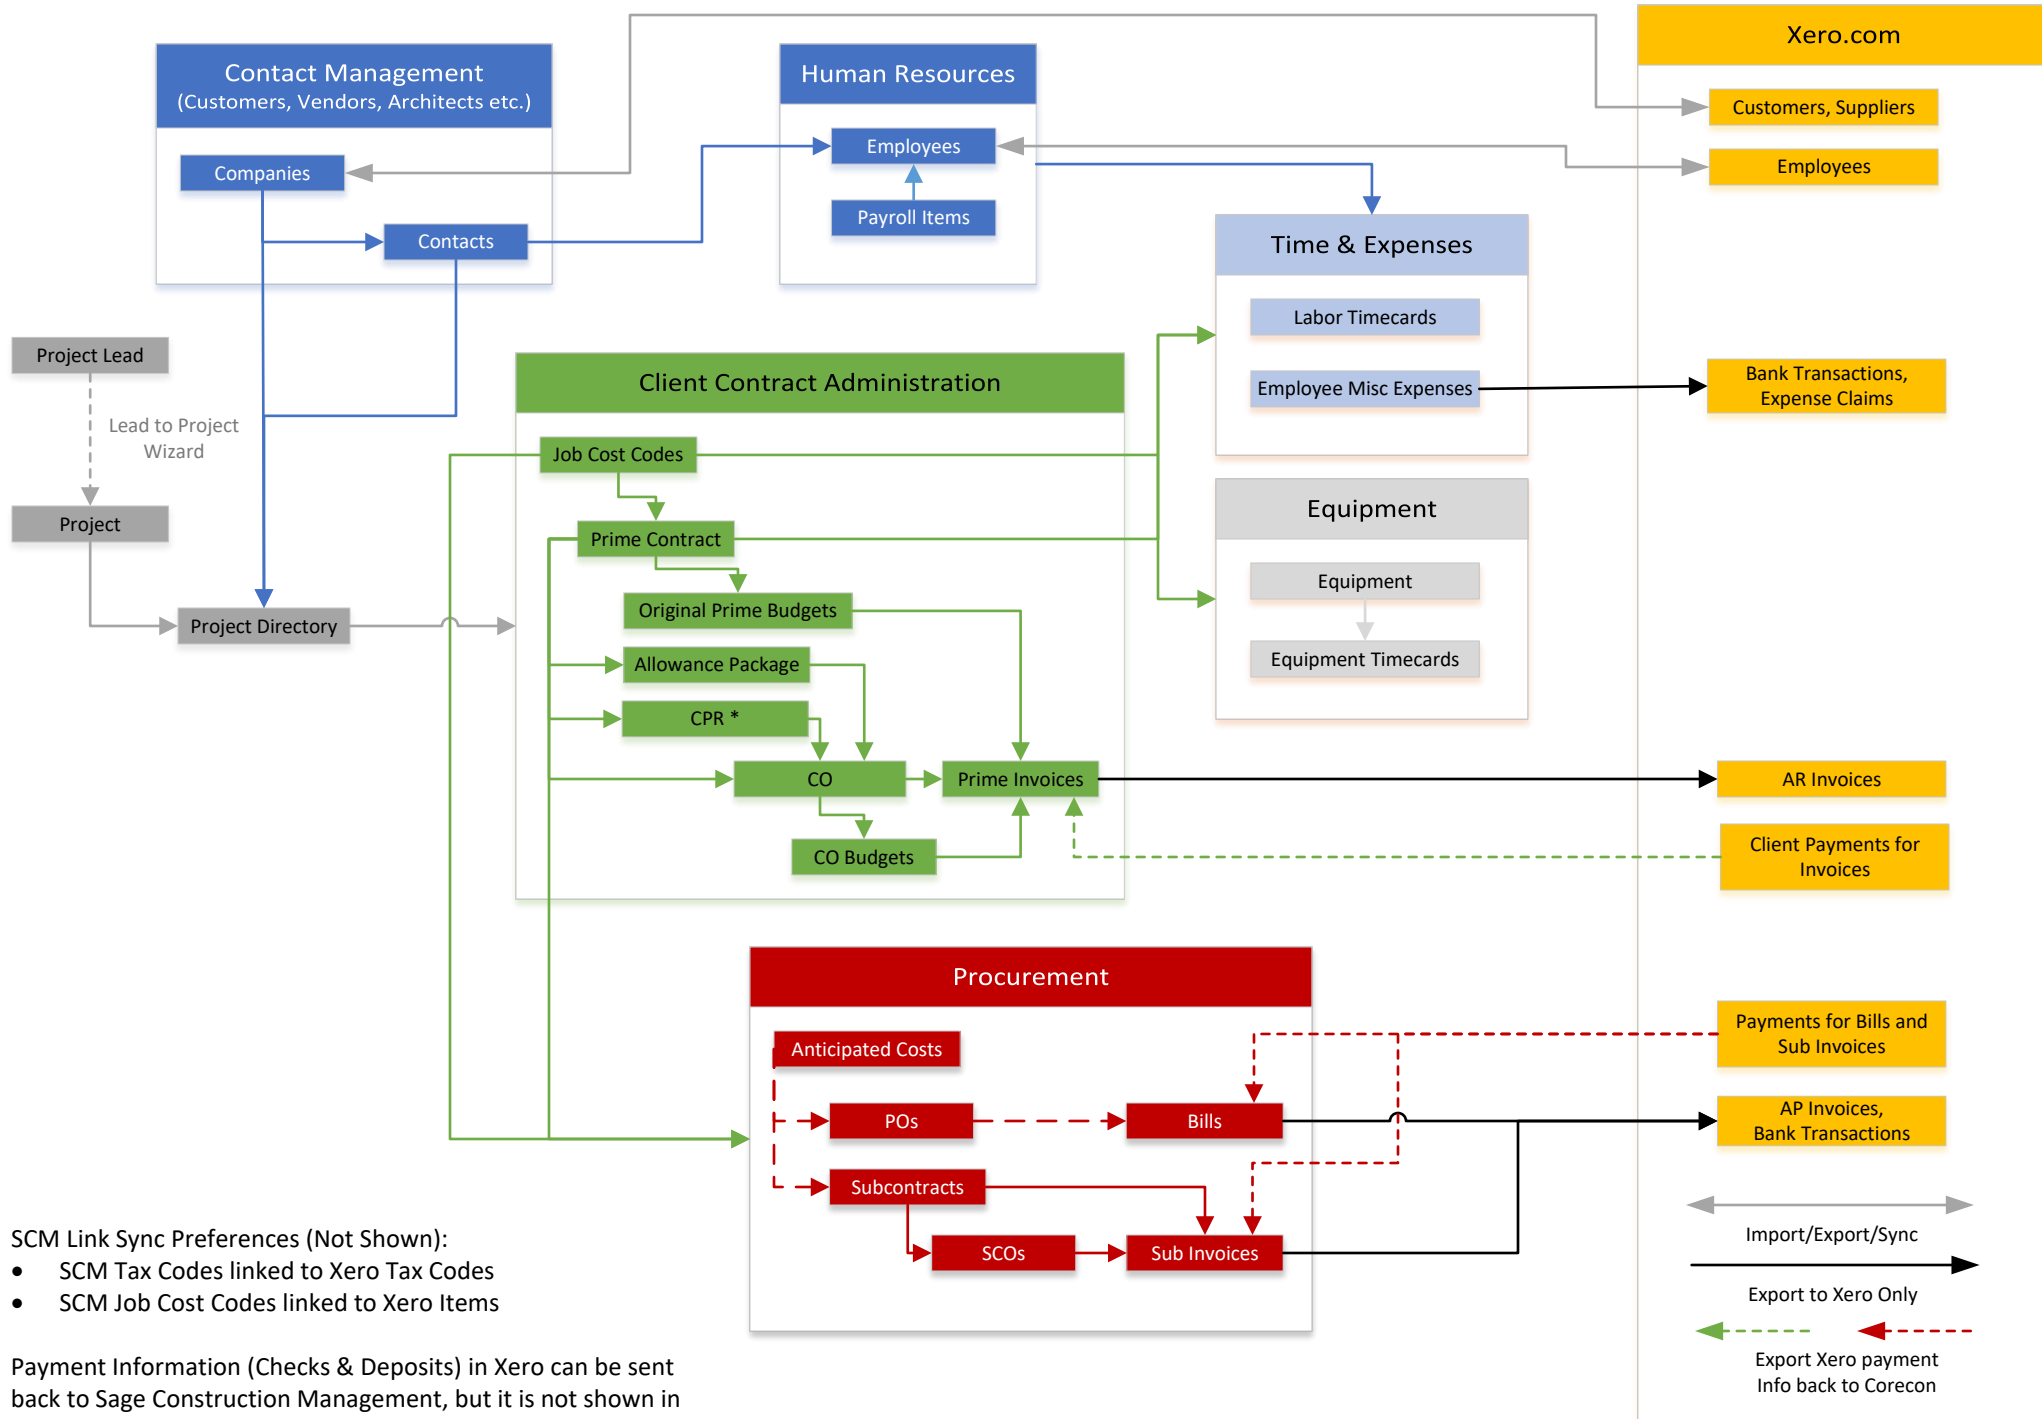 Xero.com
Contact Management
(Customers, Vendors, Architects etc.)
Human Resources
Customers, Suppliers
Employees
Employees
Companies
Payroll Items
Contacts
Time & Expenses
Labor Timecards
Project Lead
Client Contract Administration
Employee Misc Expenses
Bank Transactions,
Expense Claims
Lead to Project
Wizard
Job Cost Codes
Project
Prime Contract
Equipment
Equipment
Original Prime Budgets
Project Directory
Allowance Package
Equipment Timecards
CPR *
CO
Prime Invoices
AR Invoices
CO Budgets
Client Payments for
Invoices
Procurement
Anticipated Costs
Payments for Bills and
Sub Invoices
POs
Bills
AP Invoices,
Bank Transactions
Subcontracts
SCOs
Sub Invoices
Import/Export/Sync
Export to Xero Only
Export Xero payment
Info back to Corecon
SCM Link Sync Preferences (Not Shown):
• SCM Tax Codes linked to Xero Tax Codes
• SCM Job Cost Codes linked to Xero Items
Payment Information (Checks & Deposits) in Xero can be sent
back to Sage Construction Management, but it is not shown in